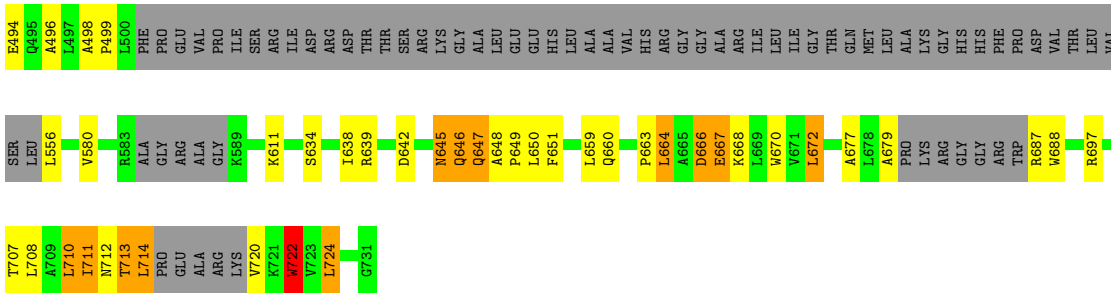 E494 Q495 A496 L497 A498 P499 L500 PHE PRO GLU VAL PRO ILE SER ARG ILE ASP ARG ASP THR THR SER ARG LYS GLY ALA LEU GLU GLU HIS LEU ALA ALA VAL HIS ARG GLY GLY ALA ARG ILE LEU ILE GLY THR GLN MET LEU ALA LYS GLY HIS HIS PHE PRO ASP VAL THR LEU VAL
SER LEU L556 V580 R583 ALA GLY ARG ALA GLY K589 K611 S634 I638 R639 D642 N645 Q646 Q647 A648 P649 L650 F651 L659 Q660 P663 L664 A665 D666 E667 K668 L669 W670 V671 L672 A677 L678 A679 PRO LYS ARG GLY GLY ARG TRP R687 W688 R697
T707 L708 A709 L710 I711 N712 T713 L714 PRO GLU ALA ARG LYS V720 K721 W722 V723 L724 G731